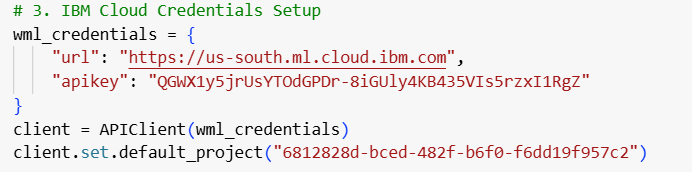 # 3. IBM Cloud Credentials Setup
wml_credentials = {
"url": "https://us-south.ml.cloud.ibm.com",
"apikey": "QGWX1y5jrUsYTOdGPDr-8iGUly4KB435VIs5rzxI1RgZ"
}
client = APIClient(wml_credentials)
client.set.default_project("6812828d-bced-482f-b6f0-f6dd19f957c2")